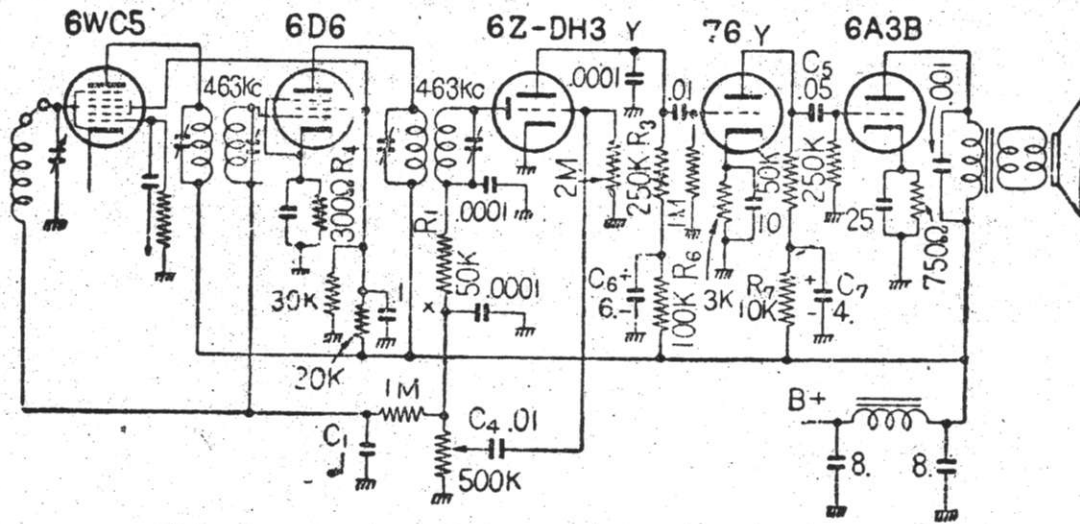 6WC5
6D6
6Z-DH3 Y
76 Y
6A3B
463kc
463kc
.0001
.01
C5
.05
.001
300Ω R4
R1
.0001
2M
250K R3
1M
50K
250K
10
25
750Ω
30K
20K
1
50K
x
.0001
C6
+
6.
-
100K R6
3K
R7
10K
+
-
C7
4.
1M
C1
.1
C4 .01
500K
B+
8.
8.